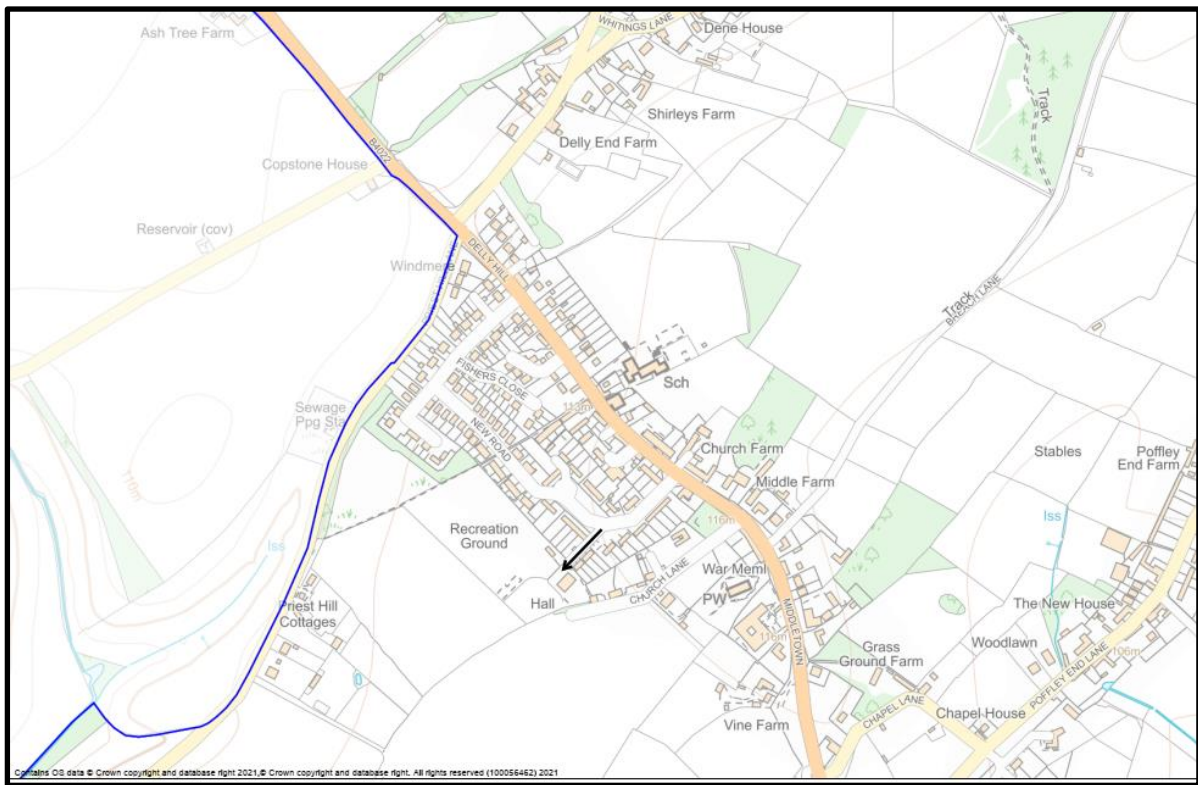 WHITINGS LANE
Dene House
Ash Tree Farm
Track
Shirleys Farm
B4022
Delly End Farm
Copstone House
Reservoir (cov)
DELLY HILL
Windmere
Track
BREACH LANE
FISHERS CLOSE
Sch
113m
Sewage
Ppg Sta
NEW ROAD
Church Farm
Stables
Poffley
End Farm
110m
Middle Farm
116m
Iss
Recreation
Ground
Iss
War Meml
CHURCH LANE
PW
Hall
Priest Hill
Cottages
The New House
MIDDLETOWN
116m
Woodlawn
Grass
Ground Farm
106m
POFFLEY END LANE
CHAPEL LANE
Chapel House
Vine Farm
Contains OS data © Crown copyright and database right 2021,© Crown copyright and database right. All rights reserved (100056462) 2021